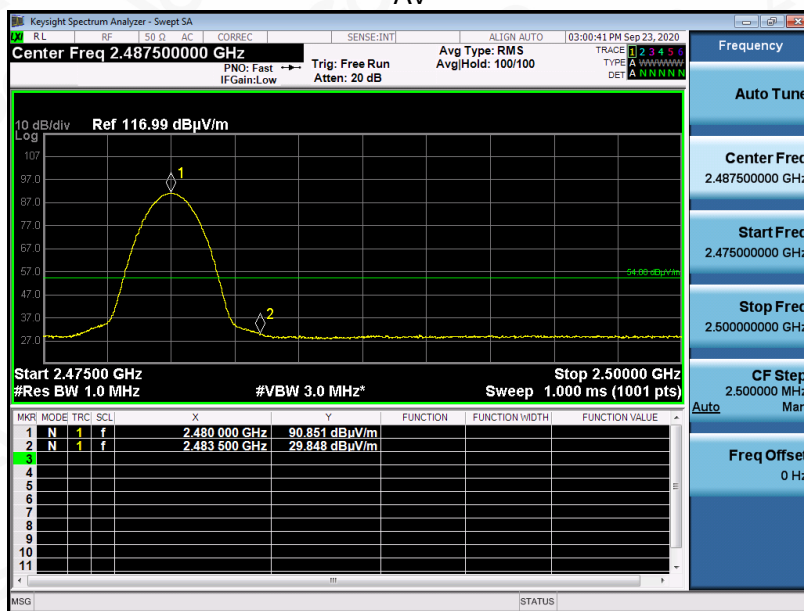 AV
Keysight Spectrum Analyzer - Swept SA
LXI RL RF 50 Ω AC CORREC SENSE:INT ALIGN AUTO 03:00:41 PM Sep 23, 2020
Center Freq 2.487500000 GHz
PNO: Fast
IFGain:Low
Trig: Free Run
Atten: 20 dB
Avg Type: RMS
Avg|Hold: 100/100
TRACE 1 2 3 4 5 6
TYPE A WWWWW
DET A N N N N N
10 dB/div Ref 116.99 dBµV/m
Log
107
97.0
87.0
77.0
67.0
57.0
47.0
37.0
27.0
1
2
54.00 dBµV/m
Start 2.47500 GHz Stop 2.50000 GHz
#Res BW 1.0 MHz #VBW 3.0 MHz* Sweep 1.000 ms (1001 pts)
MKR MODE TRC SCL X Y FUNCTION FUNCTION WIDTH FUNCTION VALUE
1 N 1 f 2.480 000 GHz 90.851 dBµV/m
2 N 1 f 2.483 500 GHz 29.848 dBµV/m
3
4
5
6
7
8
9
10
11
MSG STATUS
Frequency
Auto Tune
Center Freq
2.487500000 GHz
Start Freq
2.475000000 GHz
Stop Freq
2.500000000 GHz
CF Step
2.500000 MHz
Auto Man
Freq Offset
0 Hz